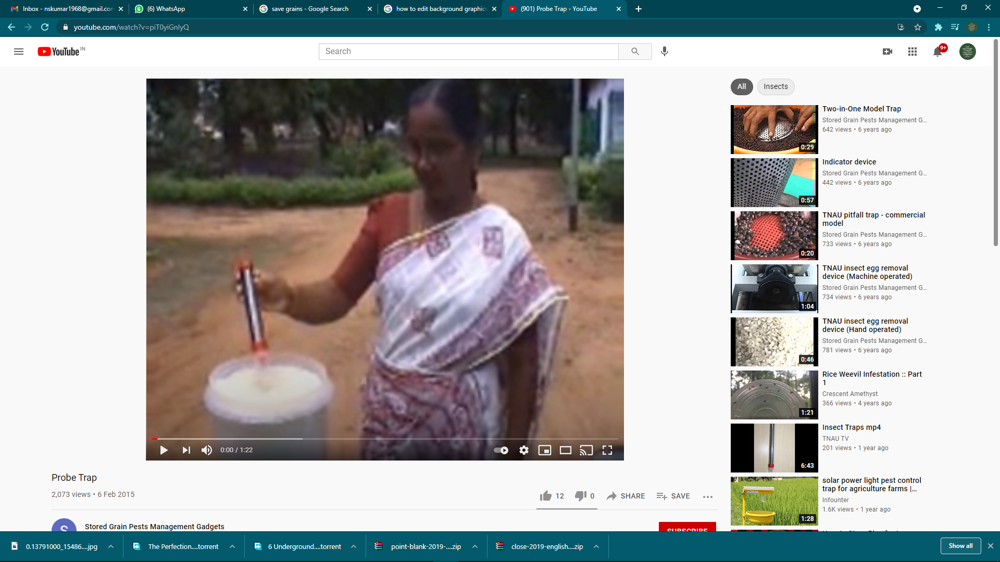 Inbox - nskumar1968@gmail.con
(6) WhatsApp
save grains - Google Search
how to edit background graphics
(901) Probe Trap - YouTube
youtube.com/watch?v=piT0yiGnlyQ
YouTube IN
Search
9+
All
Insects
Two-in-One Model Trap
Stored Grain Pests Management G...
642 views • 6 years ago
0:29
Indicator device
Stored Grain Pests Management G...
442 views • 6 years ago
0:57
TNAU pitfall trap - commercial
model
Stored Grain Pests Management G...
733 views • 6 years ago
0:20
TNAU insect egg removal
device (Machine operated)
Stored Grain Pests Management G...
734 views • 6 years ago
1:04
TNAU insect egg removal
device (Hand operated)
Stored Grain Pests Management G...
781 views • 6 years ago
0:46
Rice Weevil Infestation :: Part
1
Crescent Amethyst
366 views • 4 years ago
1:21
Insect Traps mp4
TNAU TV
201 views • 1 year ago
6:43
solar power light pest control
trap for agriculture farms |...
Infounter
1.6K views • 1 year ago
1:28
0:00 / 1:22
Probe Trap
2,073 views • 6 Feb 2015
12
0
SHARE
SAVE
S
Stored Grain Pests Management Gadgets
SUBSCRIBE
0.13791000_15486....jpg
The Perfection....torrent
6 Underground....torrent
point-blank-2019-....zip
close-2019-english....zip
Show all